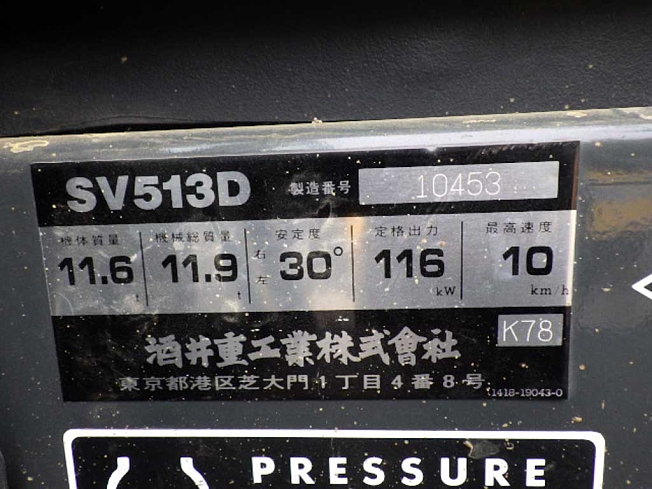 SV513D 製造番号 10453
機体質量 機械総質量 安定度 定格出力 最高速度
11.6 t 11.9 t 右 左 30° 116 kW 10 km/h
K78
酒井重工業株式會社
東京都港区芝大門1丁目4番8号
1418-19043-0
PRESSURE